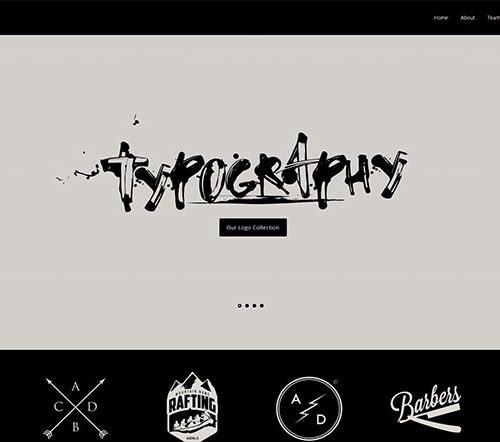 Home About Team
TYPOGRAPHY
Our Logo Collection
A
C D
B
RAFTING
©
A
D
Barbers